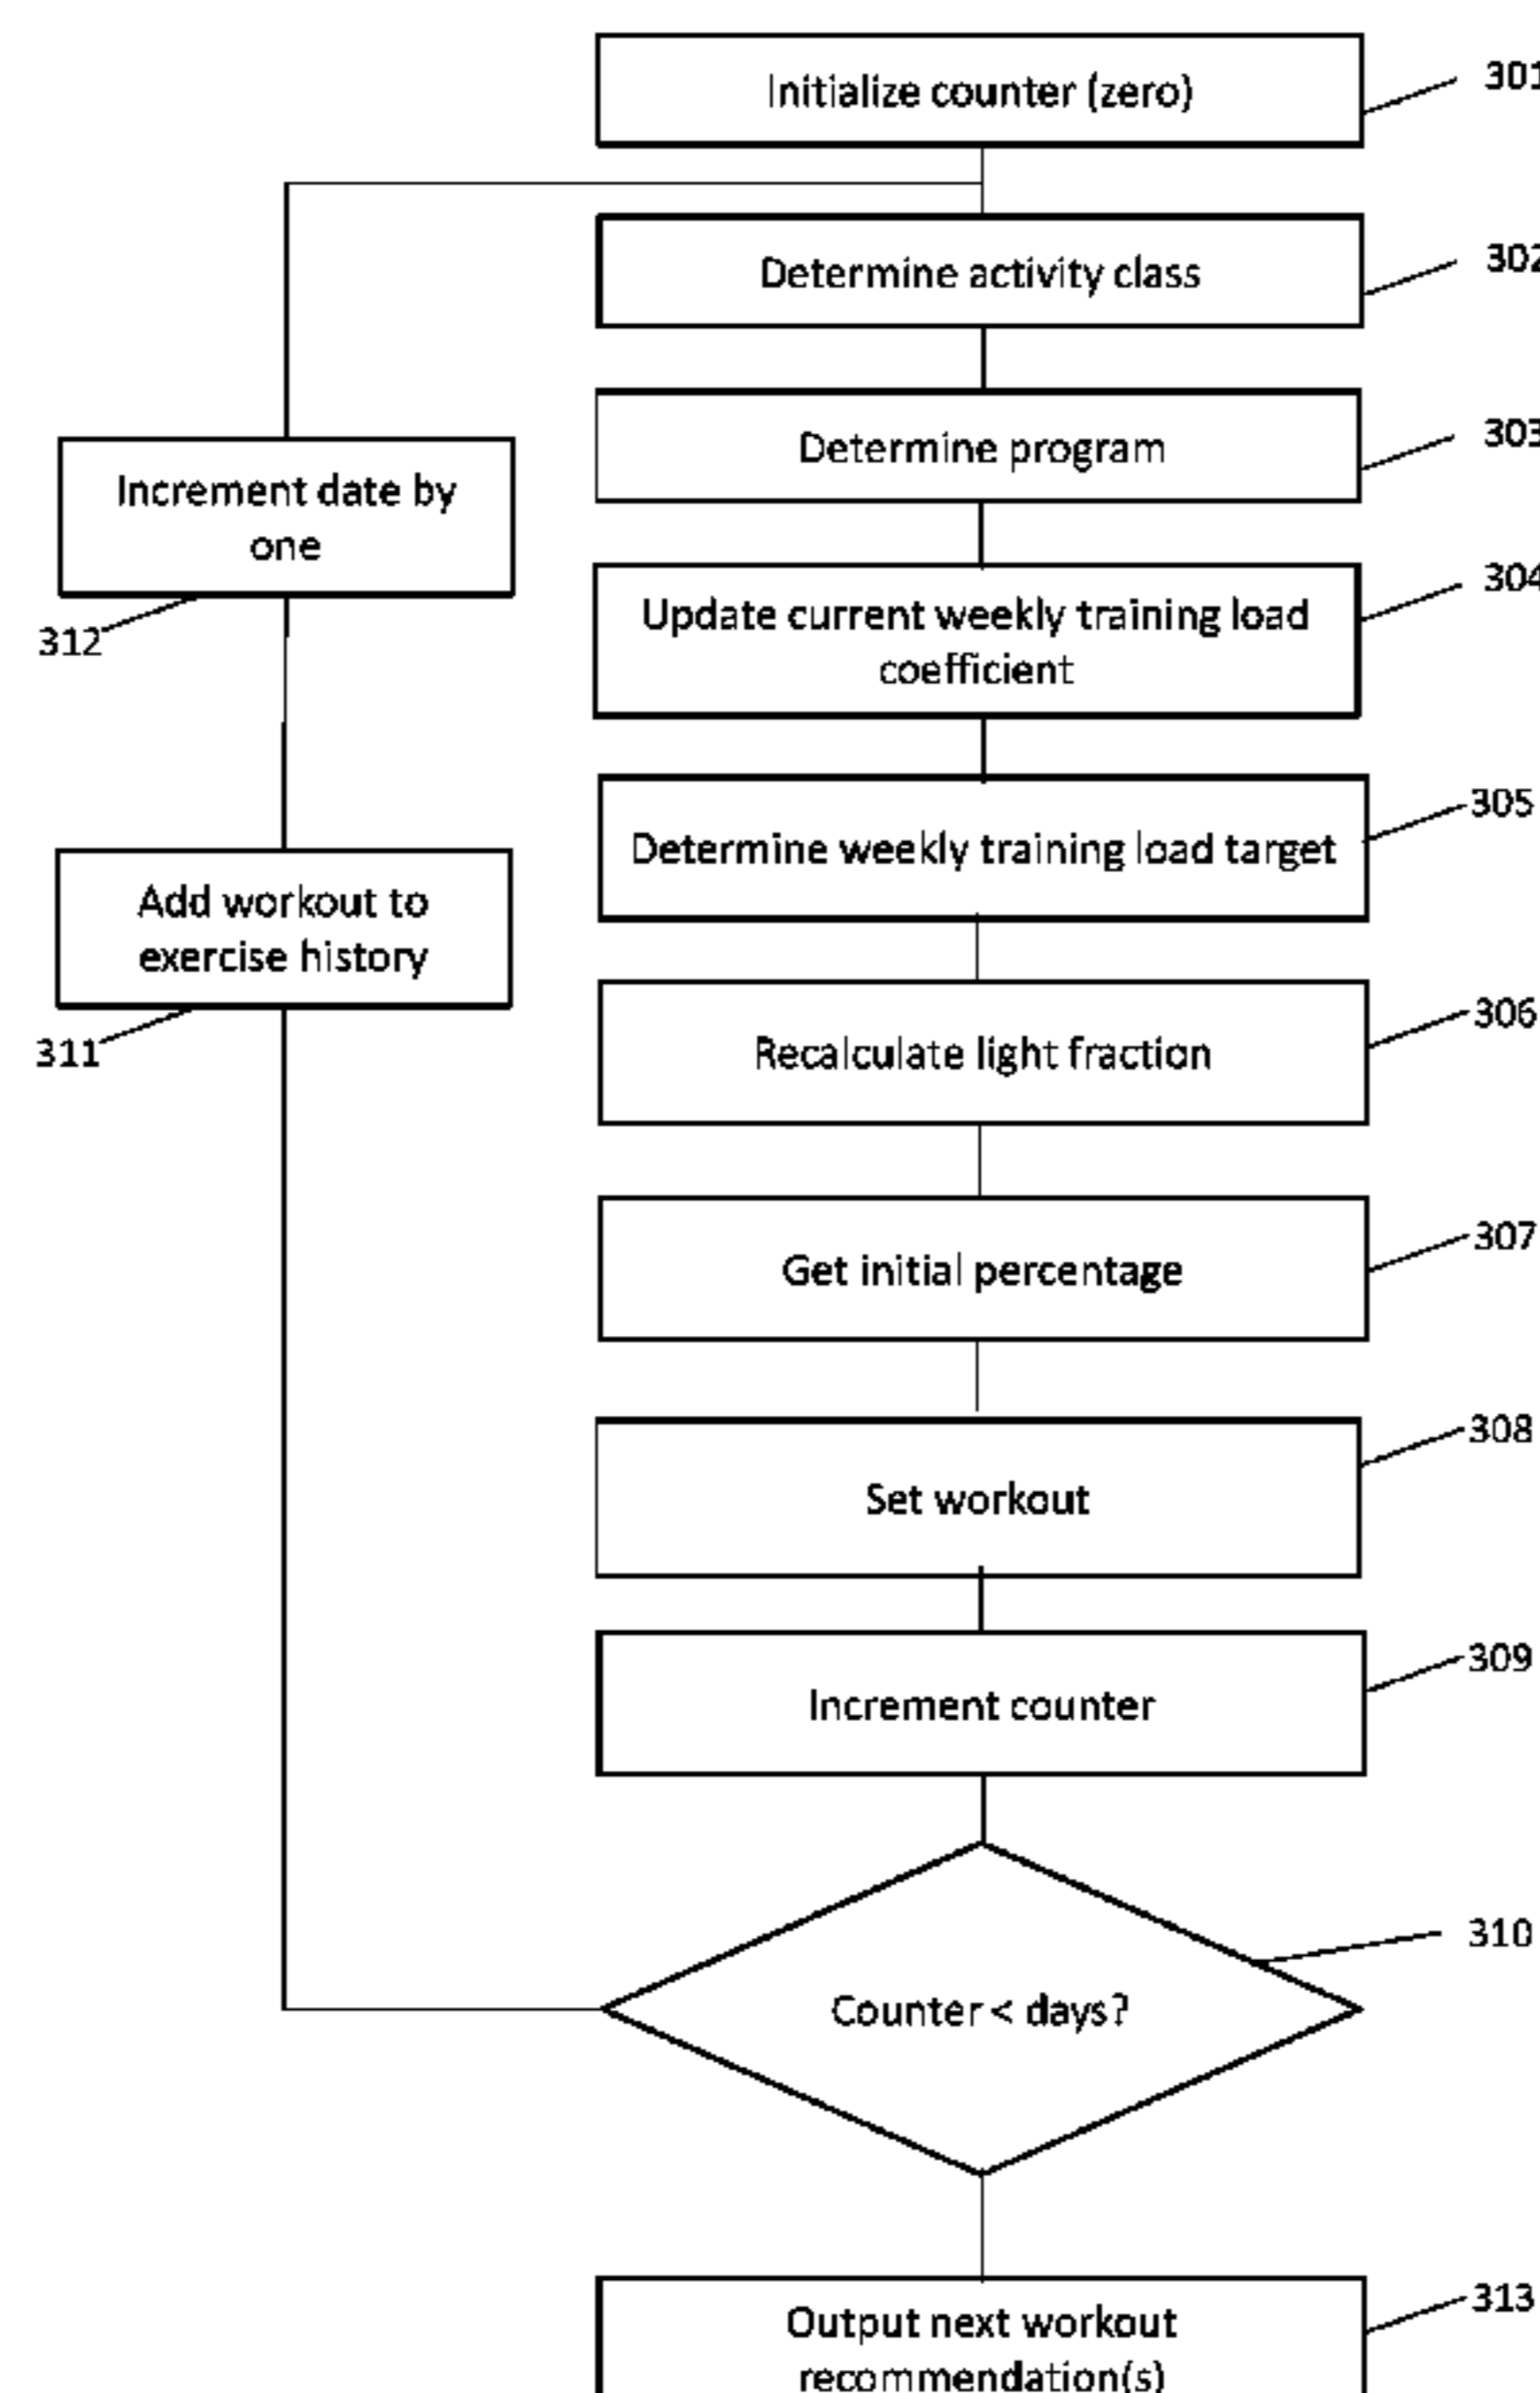 Initialize counter (zero)
301
Determine activity class
302
Determine program
303
Increment date by
one
312
Update current weekly training load
coefficient
304
Determine weekly training load target
305
Add workout to
exercise history
311
Recalculate light fraction
306
Get initial percentage
307
Set workout
308
Increment counter
309
Counter < days?
310
Output next workout
recommendation(s)
313